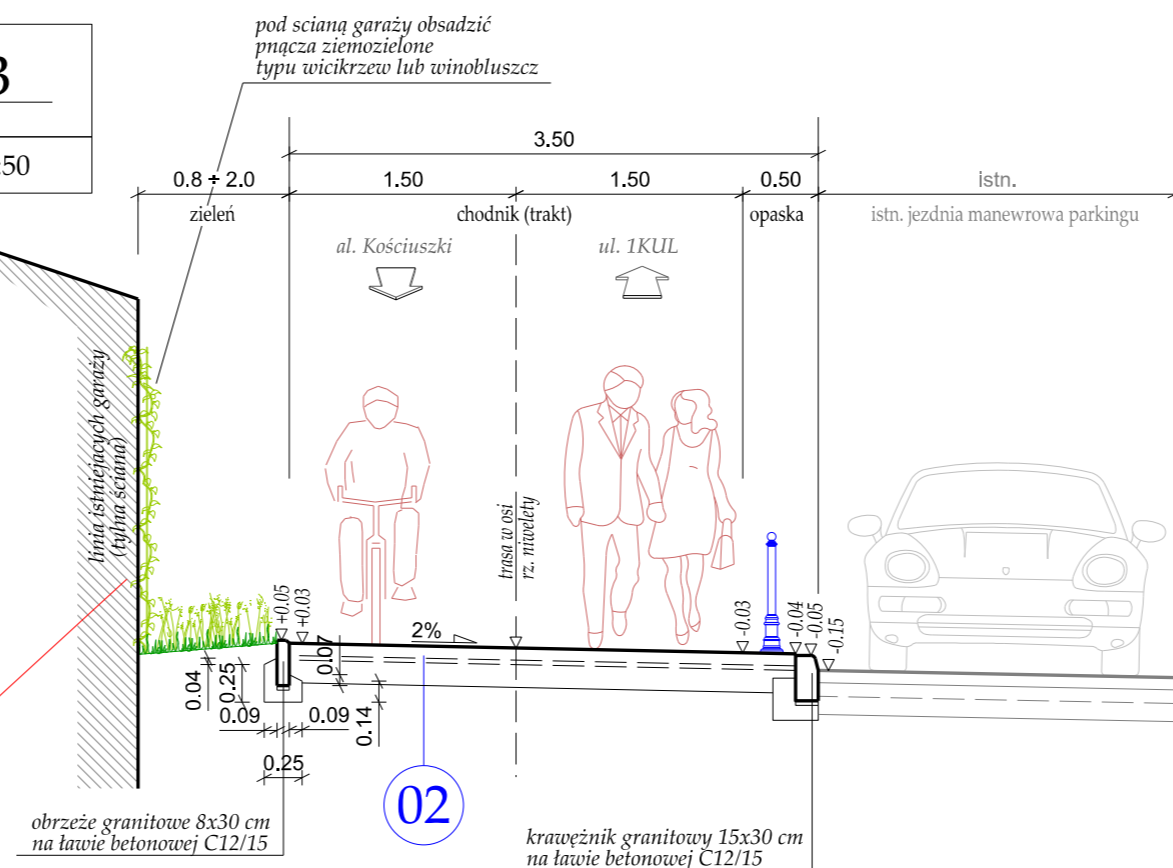 pod scianą garaży obsadzić
pnącza ziemozielone
typu wicikrzew lub winobluszcz
3.50
0.8 ÷ 2.0
1.50
1.50
0.50
istn.
zieleń
chodnik (trakt)
opaska
istn. jezdnia manewrowa parkingu
al. Kościuszki
ul. 1KUL
linia istniejących garaży
(tylna ściana)
trasa w osi
rz. niwelety
+0.05
+0.03
2%
-0.03
-0.04
-0.05
-0.15
0.04
0.25
0.07
0.14
0.09
0.09
0.25
02
obrzeże granitowe 8x30 cm
na ławie betonowej C12/15
krawężnik granitowy 15x30 cm
na ławie betonowej C12/15